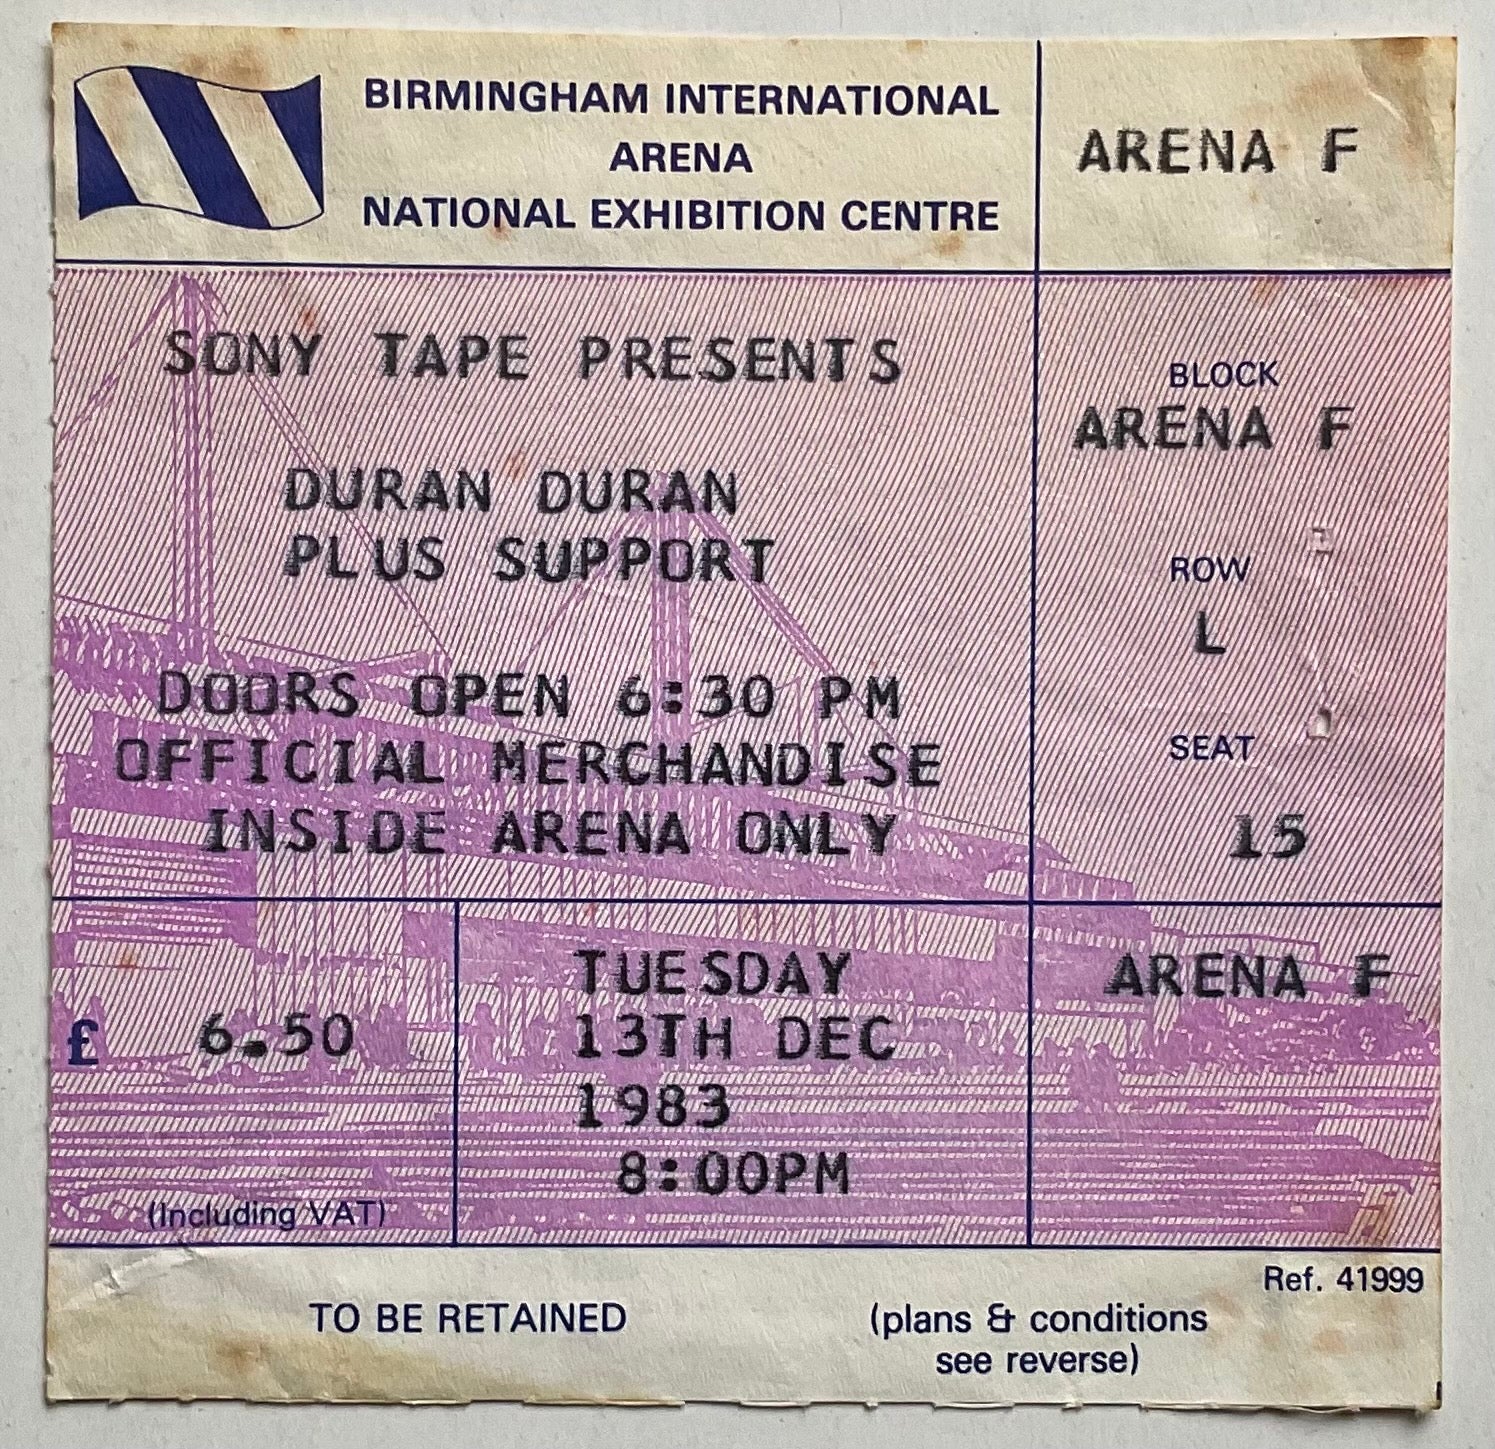 BIRMINGHAM INTERNATIONAL
ARENA
NATIONAL EXHIBITION CENTRE
ARENA F
SONY TAPE PRESENTS
DURAN DURAN
PLUS SUPPORT
DOORS OPEN 6:30 PM
OFFICIAL MERCHANDISE
INSIDE ARENA ONLY
BLOCK
ARENA F
ROW
L
SEAT
15
£ 6.50
(Including VAT)
TUESDAY
13TH DEC
1983
8:00PM
ARENA F
Ref. 41999
TO BE RETAINED
(plans & conditions
see reverse)